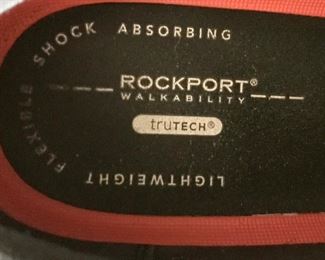 FLEXIBLE SHOCK ABSORBING
ROCKPORT®
WALKABILITY
truTECH®
LIGHTWEIGHT